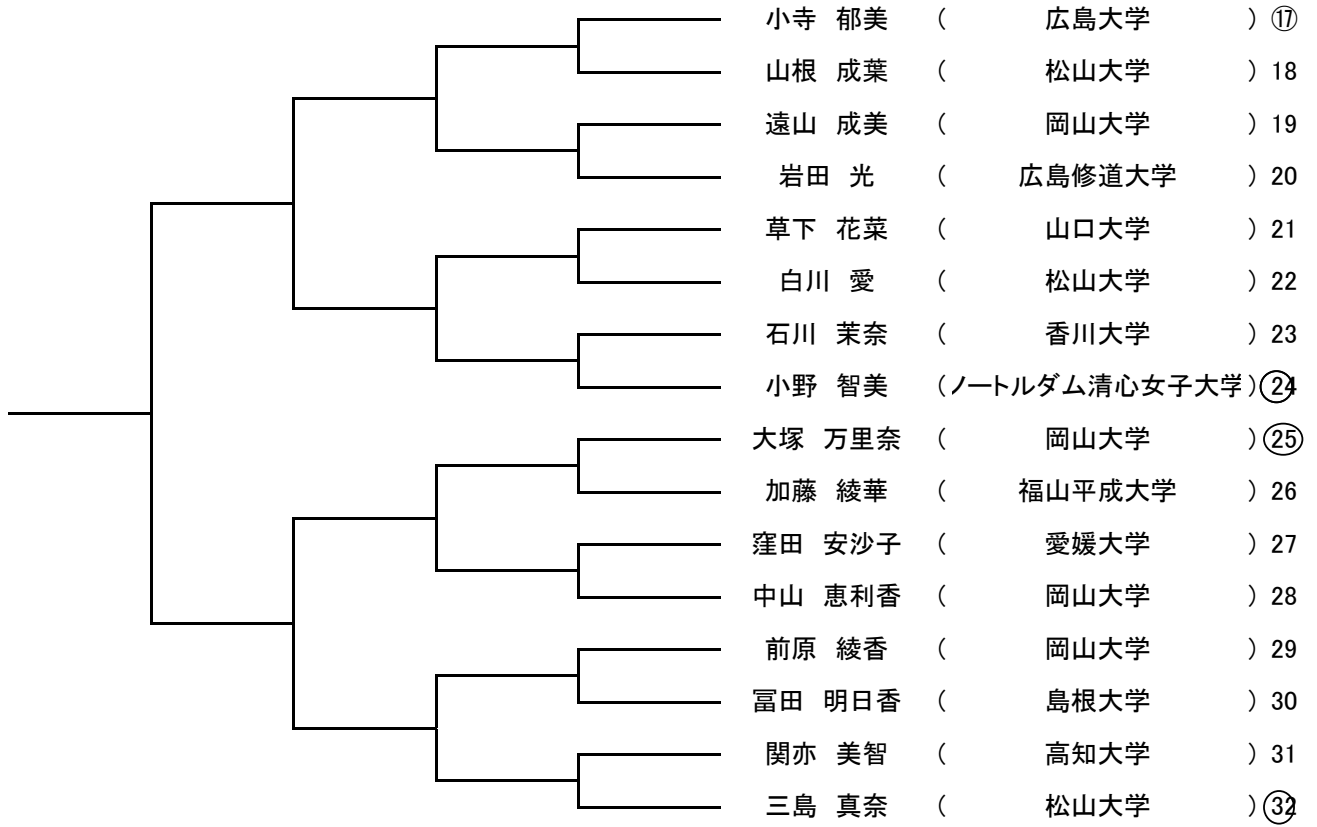 小寺 郁美 ( 広島大学 ) ⑰
山根 成葉 ( 松山大学 ) 18
遠山 成美 ( 岡山大学 ) 19
岩田 光 ( 広島修道大学 ) 20
草下 花菜 ( 山口大学 ) 21
白川 愛 ( 松山大学 ) 22
石川 茉奈 ( 香川大学 ) 23
小野 智美 (ノートルダム清心女子大学) 24
大塚 万里奈 ( 岡山大学 ) 25
加藤 綾華 ( 福山平成大学 ) 26
窪田 安沙子 ( 愛媛大学 ) 27
中山 恵利香 ( 岡山大学 ) 28
前原 綾香 ( 岡山大学 ) 29
冨田 明日香 ( 島根大学 ) 30
関亦 美智 ( 高知大学 ) 31
三島 真奈 ( 松山大学 ) 32